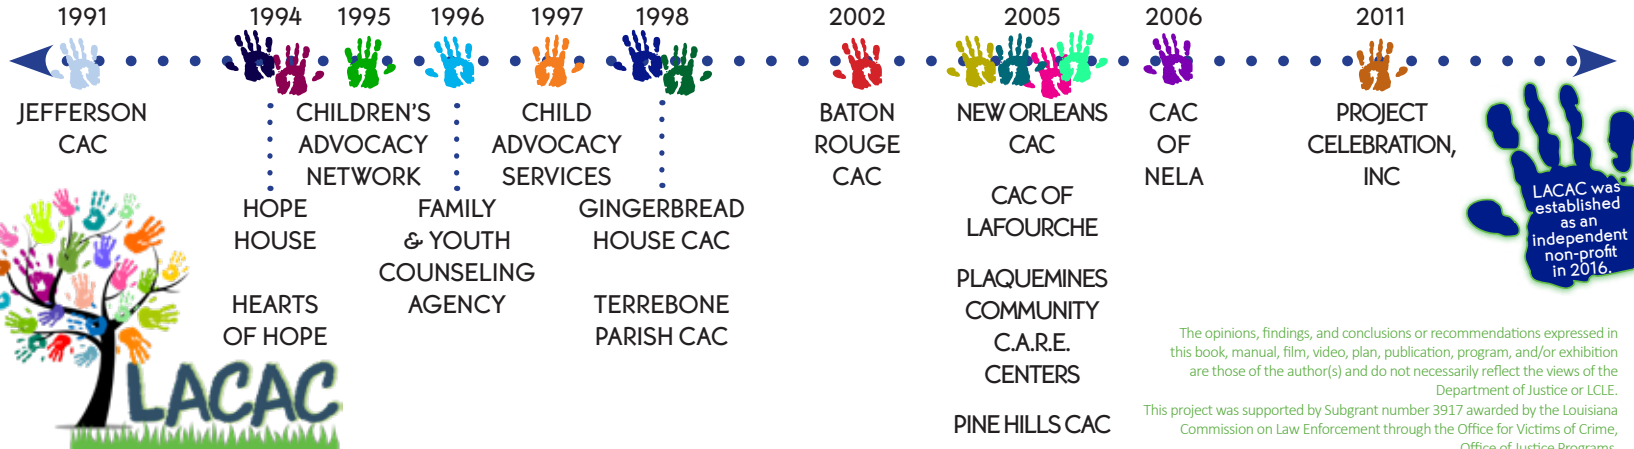 1991
JEFFERSON
CAC
1994
HOPE
HOUSE
HEARTS
OF HOPE
1995
CHILDREN'S
ADVOCACY
NETWORK
1996
FAMILY
& YOUTH
COUNSELING
AGENCY
1997
CHILD
ADVOCACY
SERVICES
1998
GINGERBREAD
HOUSE CAC
TERREBONE
PARISH CAC
2002
BATON
ROUGE
CAC
2005
NEW ORLEANS
CAC
CAC OF
LAFOURCHE
PLAQUEMINES
COMMUNITY
C.A.R.E.
CENTERS
PINE HILLS CAC
2006
CAC
OF
NELA
2011
PROJECT
CELEBRATION,
INC
LACAC was
established
as an
independent
non-profit
in 2016.
LACAC
The opinions, findings, and conclusions or recommendations expressed in
this book, manual, film, video, plan, publication, program, and/or exhibition
are those of the author(s) and do not necessarily reflect the views of the
Department of Justice or LCLE.
This project was supported by Subgrant number 3917 awarded by the Louisiana
Commission on Law Enforcement through the Office for Victims of Crime,
Office of Justice Programs.